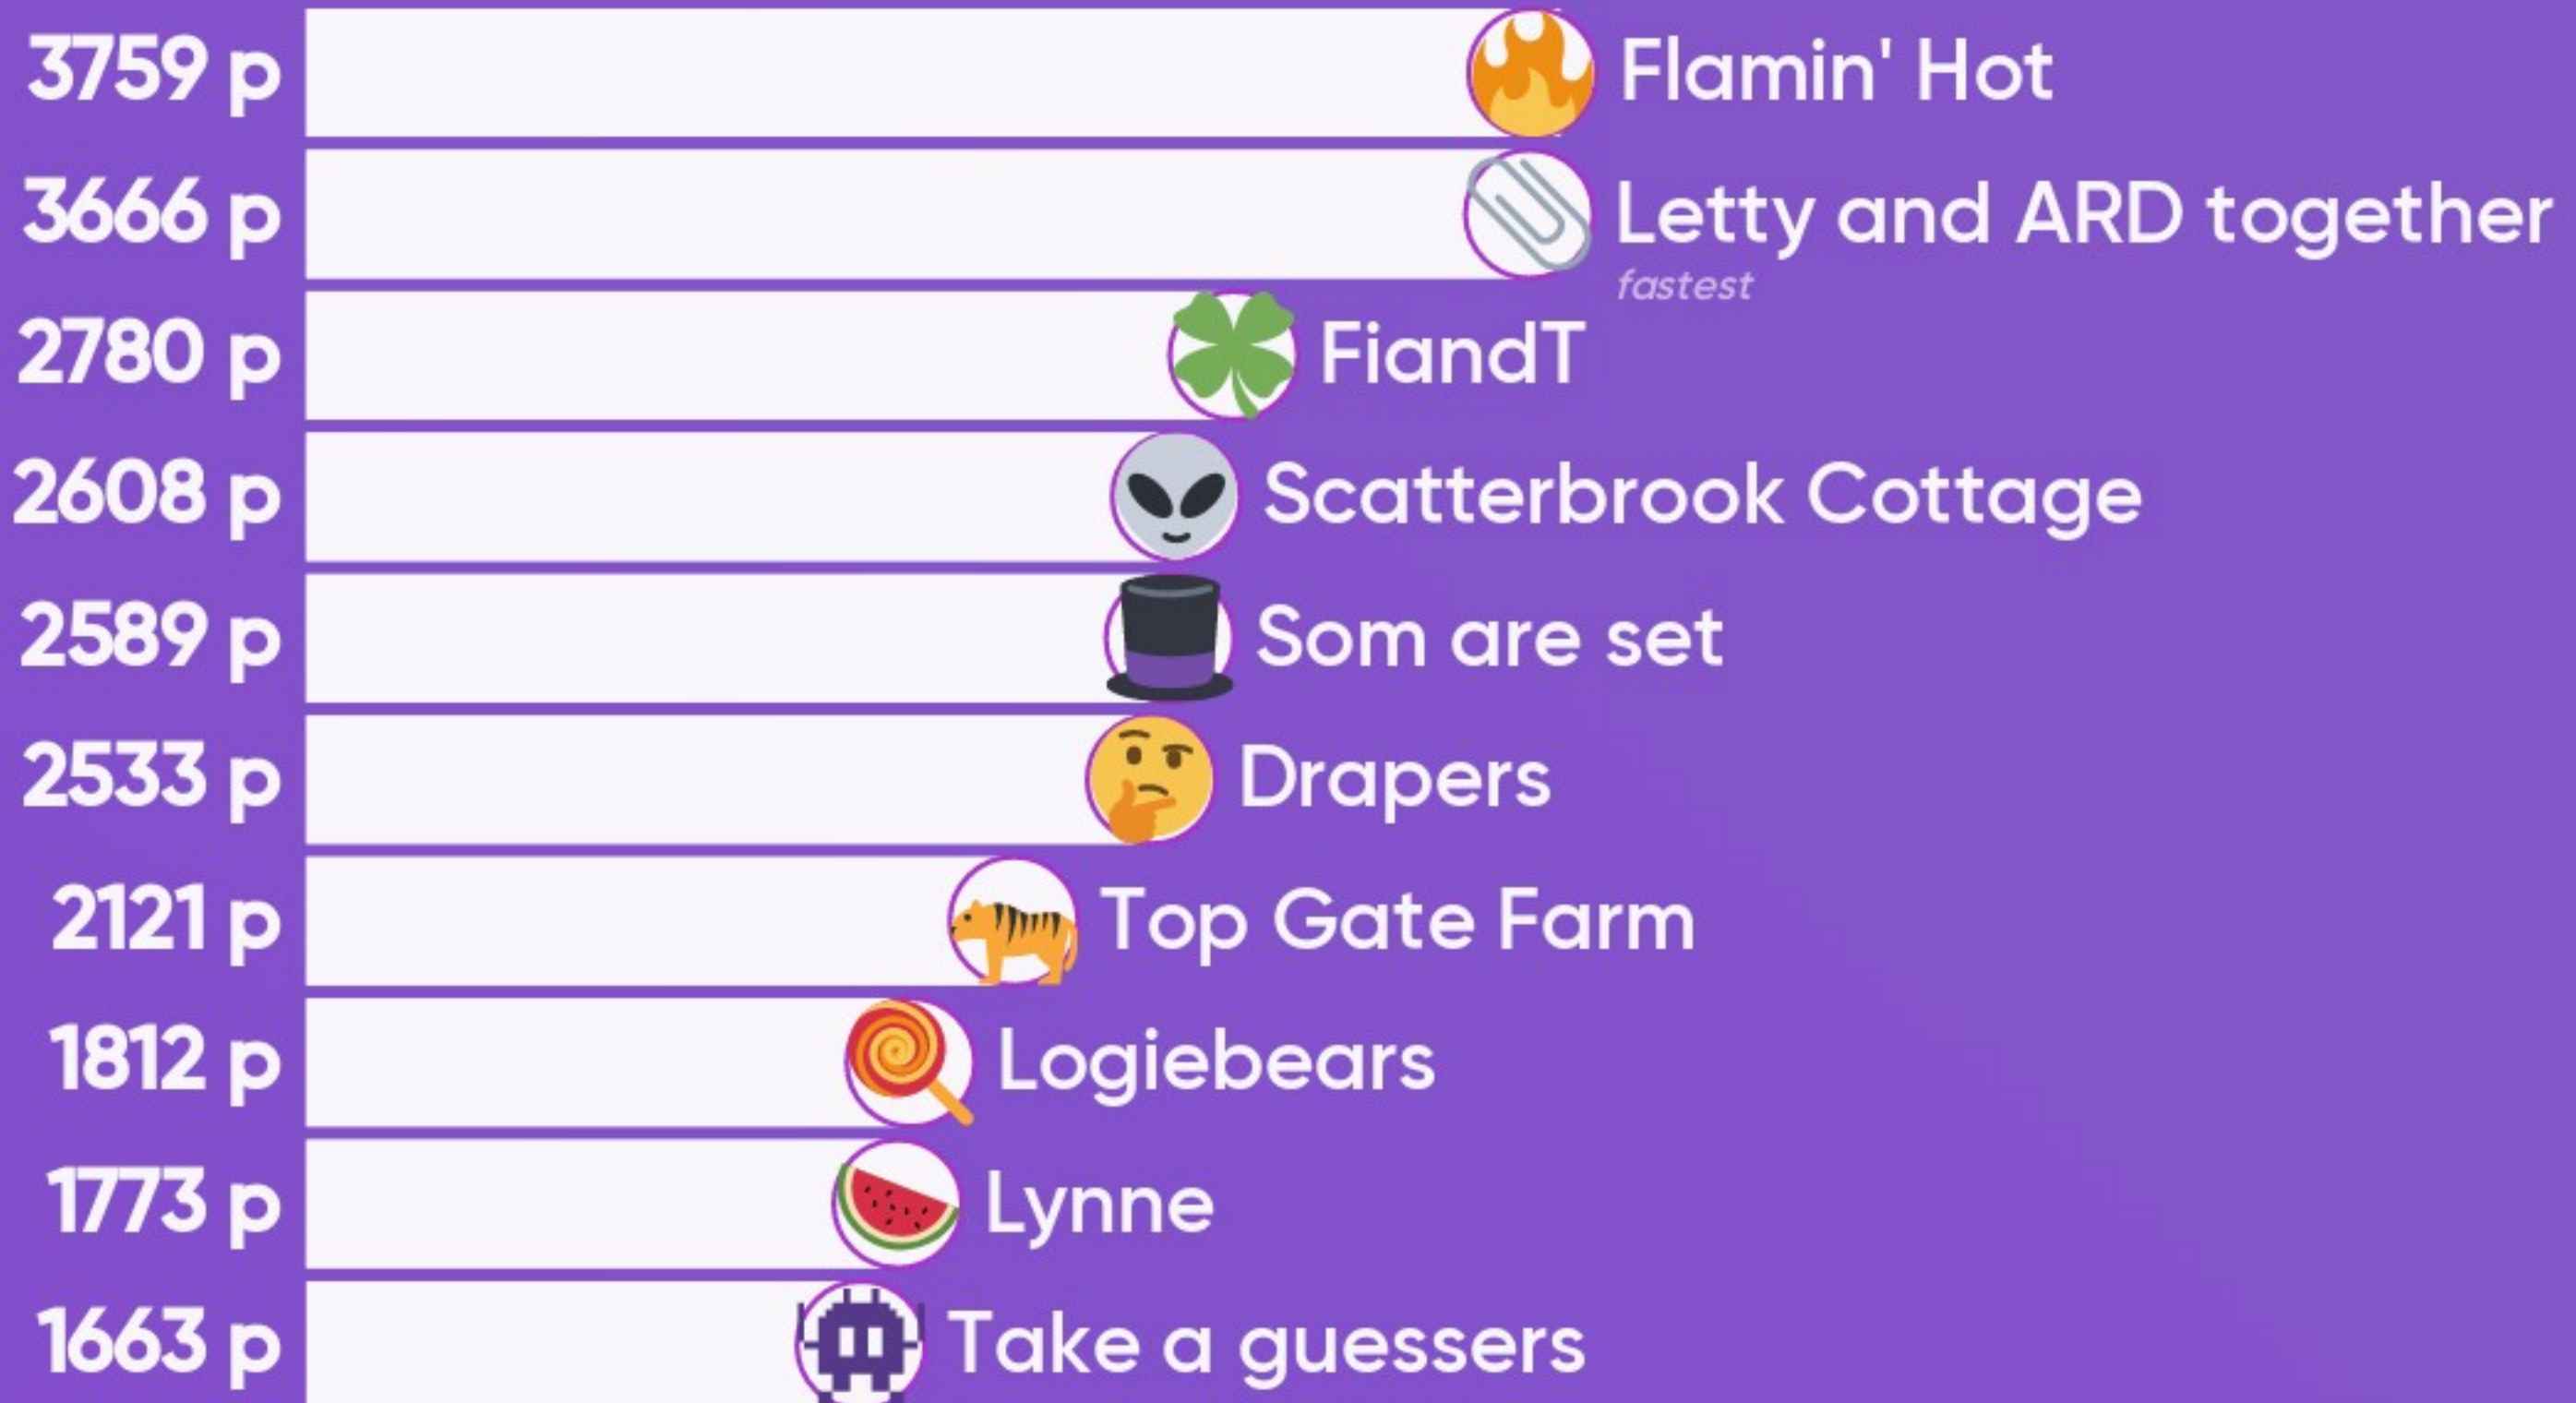 3759 p Flamin' Hot
3666 p Letty and ARD together
fastest
2780 p FiandT
2608 p Scatterbrook Cottage
2589 p Som are set
2533 p Drapers
2121 p Top Gate Farm
1812 p Logiebears
1773 p Lynne
1663 p Take a guessers